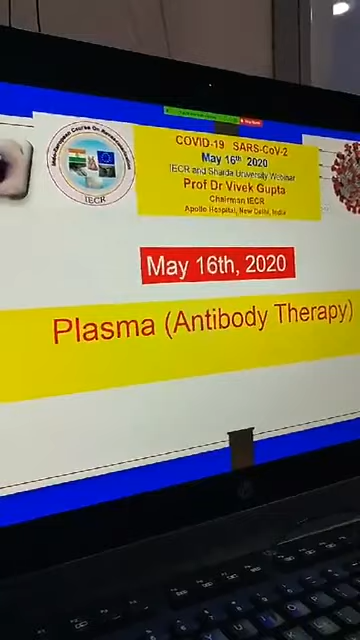 COVID-19 SARS-CoV-2
May 16th 2020
IECR and Sharda University Webinar
Prof Dr Vivek Gupta
Chairman IECR
Apollo Hospital, New Delhi, India
IECR
May 16th, 2020
Plasma (Antibody Therapy)